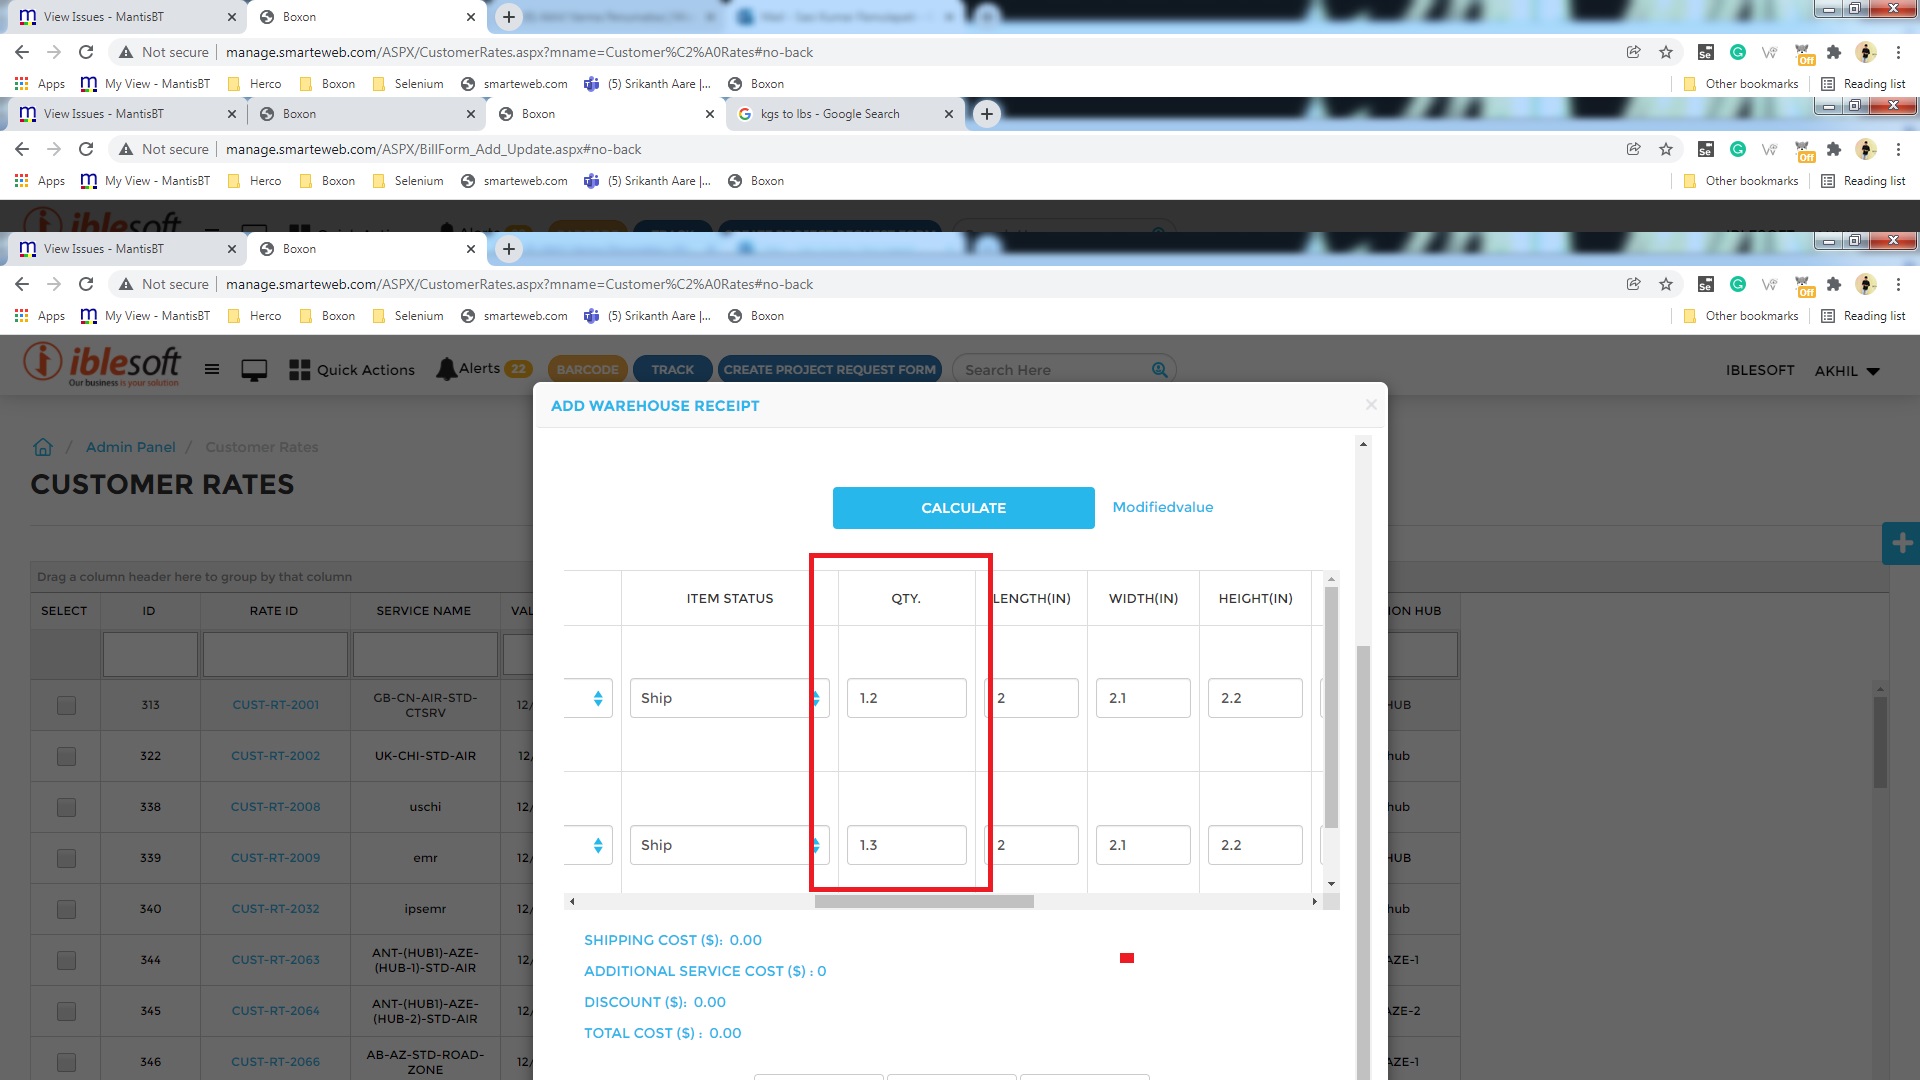 View Issues - MantisBT
Boxon
Not secure
manage.smarteweb.com/ASPX/CustomerRates.aspx?mname=Customer%C2%A0Rates#no-back
Apps
My View - MantisBT
Herco
Boxon
Selenium
smarteweb.com
(5) Srikanth Aare |...
Boxon
Other bookmarks
Reading list
View Issues - MantisBT
Boxon
Boxon
kgs to lbs - Google Search
Not secure
manage.smarteweb.com/ASPX/BillForm_Add_Update.aspx#no-back
Apps
My View - MantisBT
Herco
Boxon
Selenium
smarteweb.com
(5) Srikanth Aare |...
Boxon
Other bookmarks
Reading list
View Issues - MantisBT
Boxon
Not secure
manage.smarteweb.com/ASPX/CustomerRates.aspx?mname=Customer%C2%A0Rates#no-back
Apps
My View - MantisBT
Herco
Boxon
Selenium
smarteweb.com
(5) Srikanth Aare |...
Boxon
Other bookmarks
Reading list
iblesoft
Our business is your solution
Quick Actions
Alerts 22
BARCODE
TRACK
CREATE PROJECT REQUEST FORM
Search Here
IBLESOFT
AKHIL
ADD WAREHOUSE RECEIPT
/ Admin Panel / Customer Rates
CUSTOMER RATES
CALCULATE
Modifiedvalue
Drag a column header here to group by that column
SELECT ID RATE ID SERVICE NAME VAL
ION HUB
ITEM STATUS QTY. LENGTH(IN) WIDTH(IN) HEIGHT(IN)
Ship 1.2 2 2.1 2.2
Ship 1.3 2 2.1 2.2
313 CUST-RT-2001 GB-CN-AIR-STD-CTSRV 12/ HUB
322 CUST-RT-2002 UK-CHI-STD-AIR 12/ hub
338 CUST-RT-2008 uschi 12/ hub
339 CUST-RT-2009 emr 12/ HUB
340 CUST-RT-2032 ipsemr 12/ hub
344 CUST-RT-2063 ANT-(HUB1)-AZE-(HUB-1)-STD-AIR 12/ AZE-1
345 CUST-RT-2064 ANT-(HUB1)-AZE-(HUB-2)-STD-AIR 12/ AZE-2
346 CUST-RT-2066 AB-AZ-STD-ROAD-ZONE 12/ AZE-1
SHIPPING COST ($): 0.00
ADDITIONAL SERVICE COST ($) : 0
DISCOUNT ($): 0.00
TOTAL COST ($) : 0.00